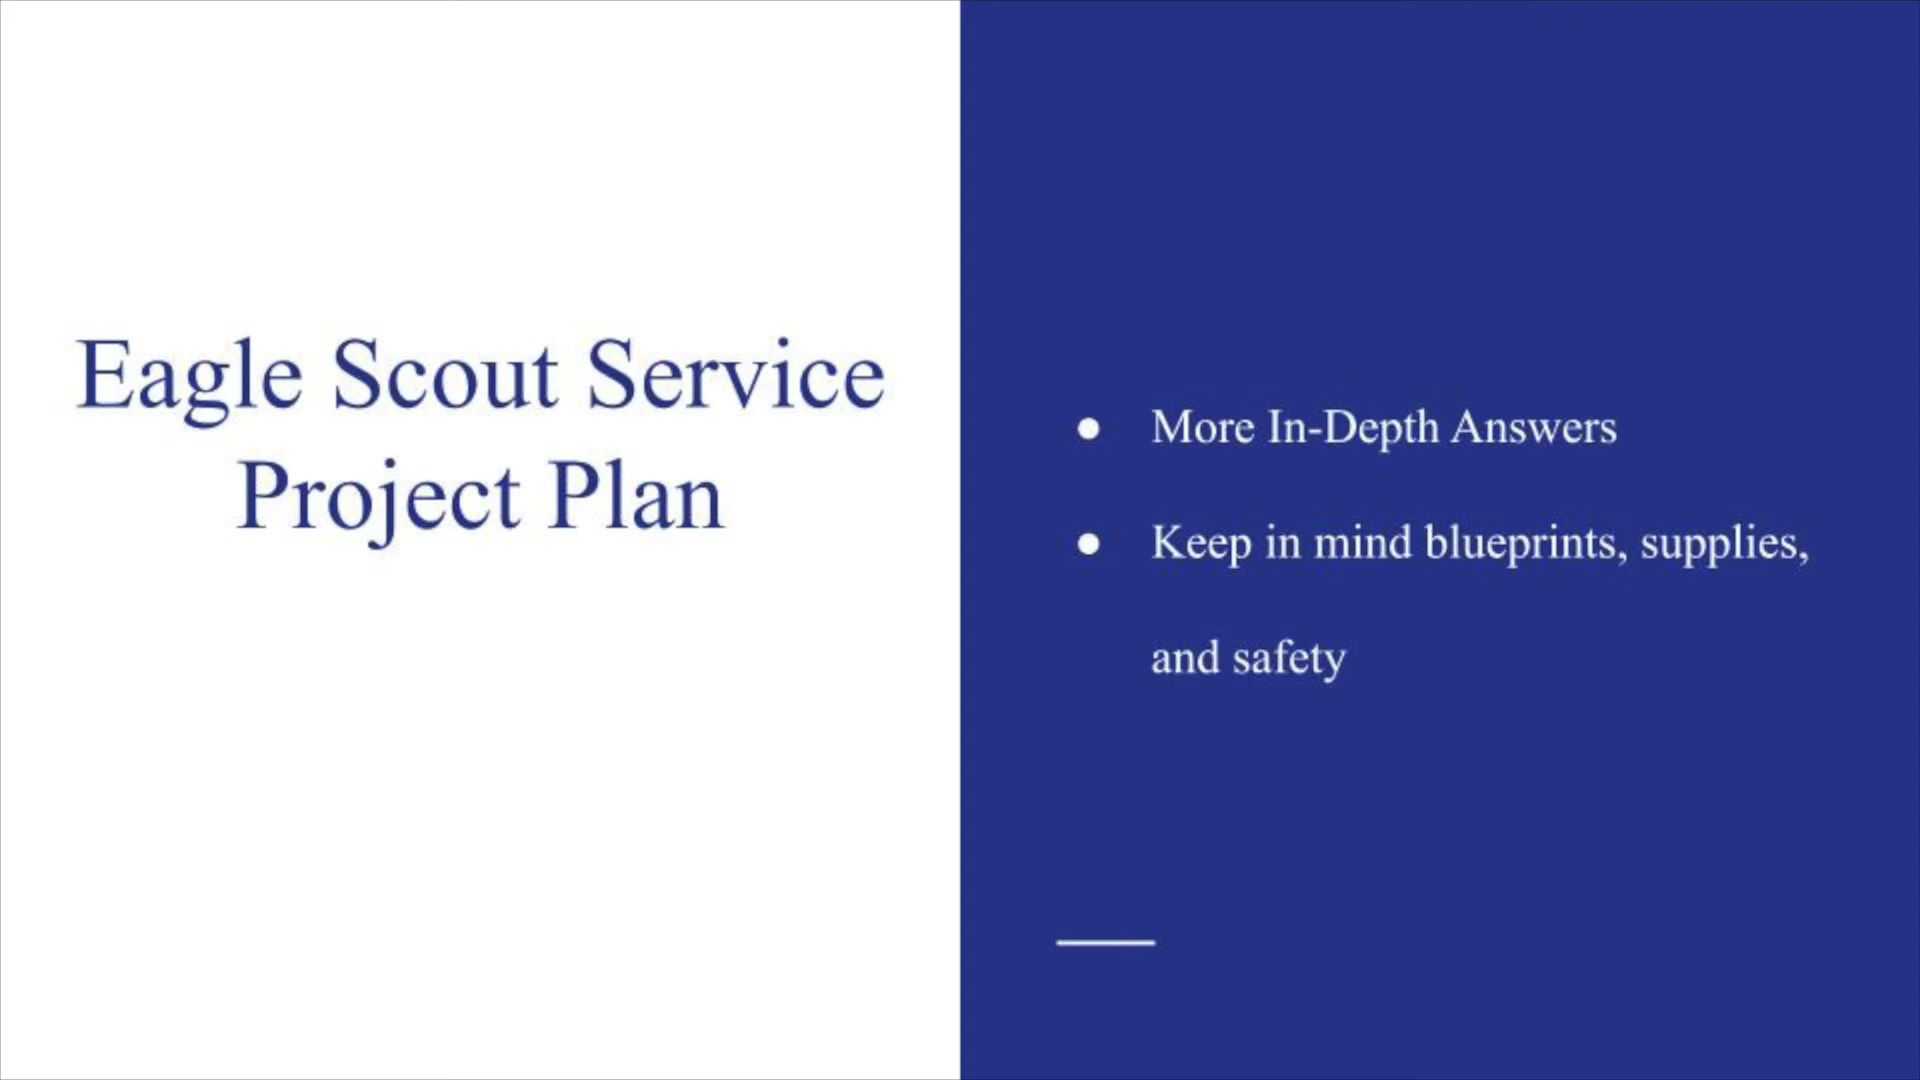 Eagle Scout Service
Project Plan
● More In-Depth Answers
● Keep in mind blueprints, supplies,
and safety